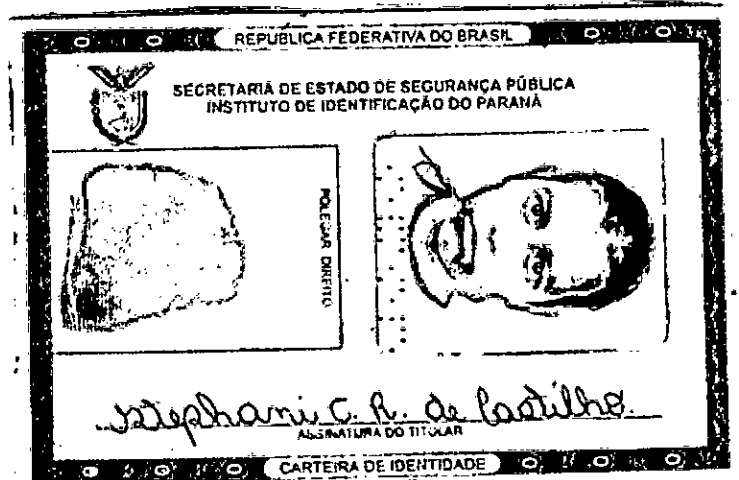 REPÚBLICA FEDERATIVA DO BRASIL
SECRETARIA DE ESTADO DE SEGURANÇA PÚBLICA
INSTITUTO DE IDENTIFICAÇÃO DO PARANÁ
POLEGAR DIREITO
Stephani C. R. de Castilho.
ASSINATURA DO TITULAR
CARTEIRA DE IDENTIDADE